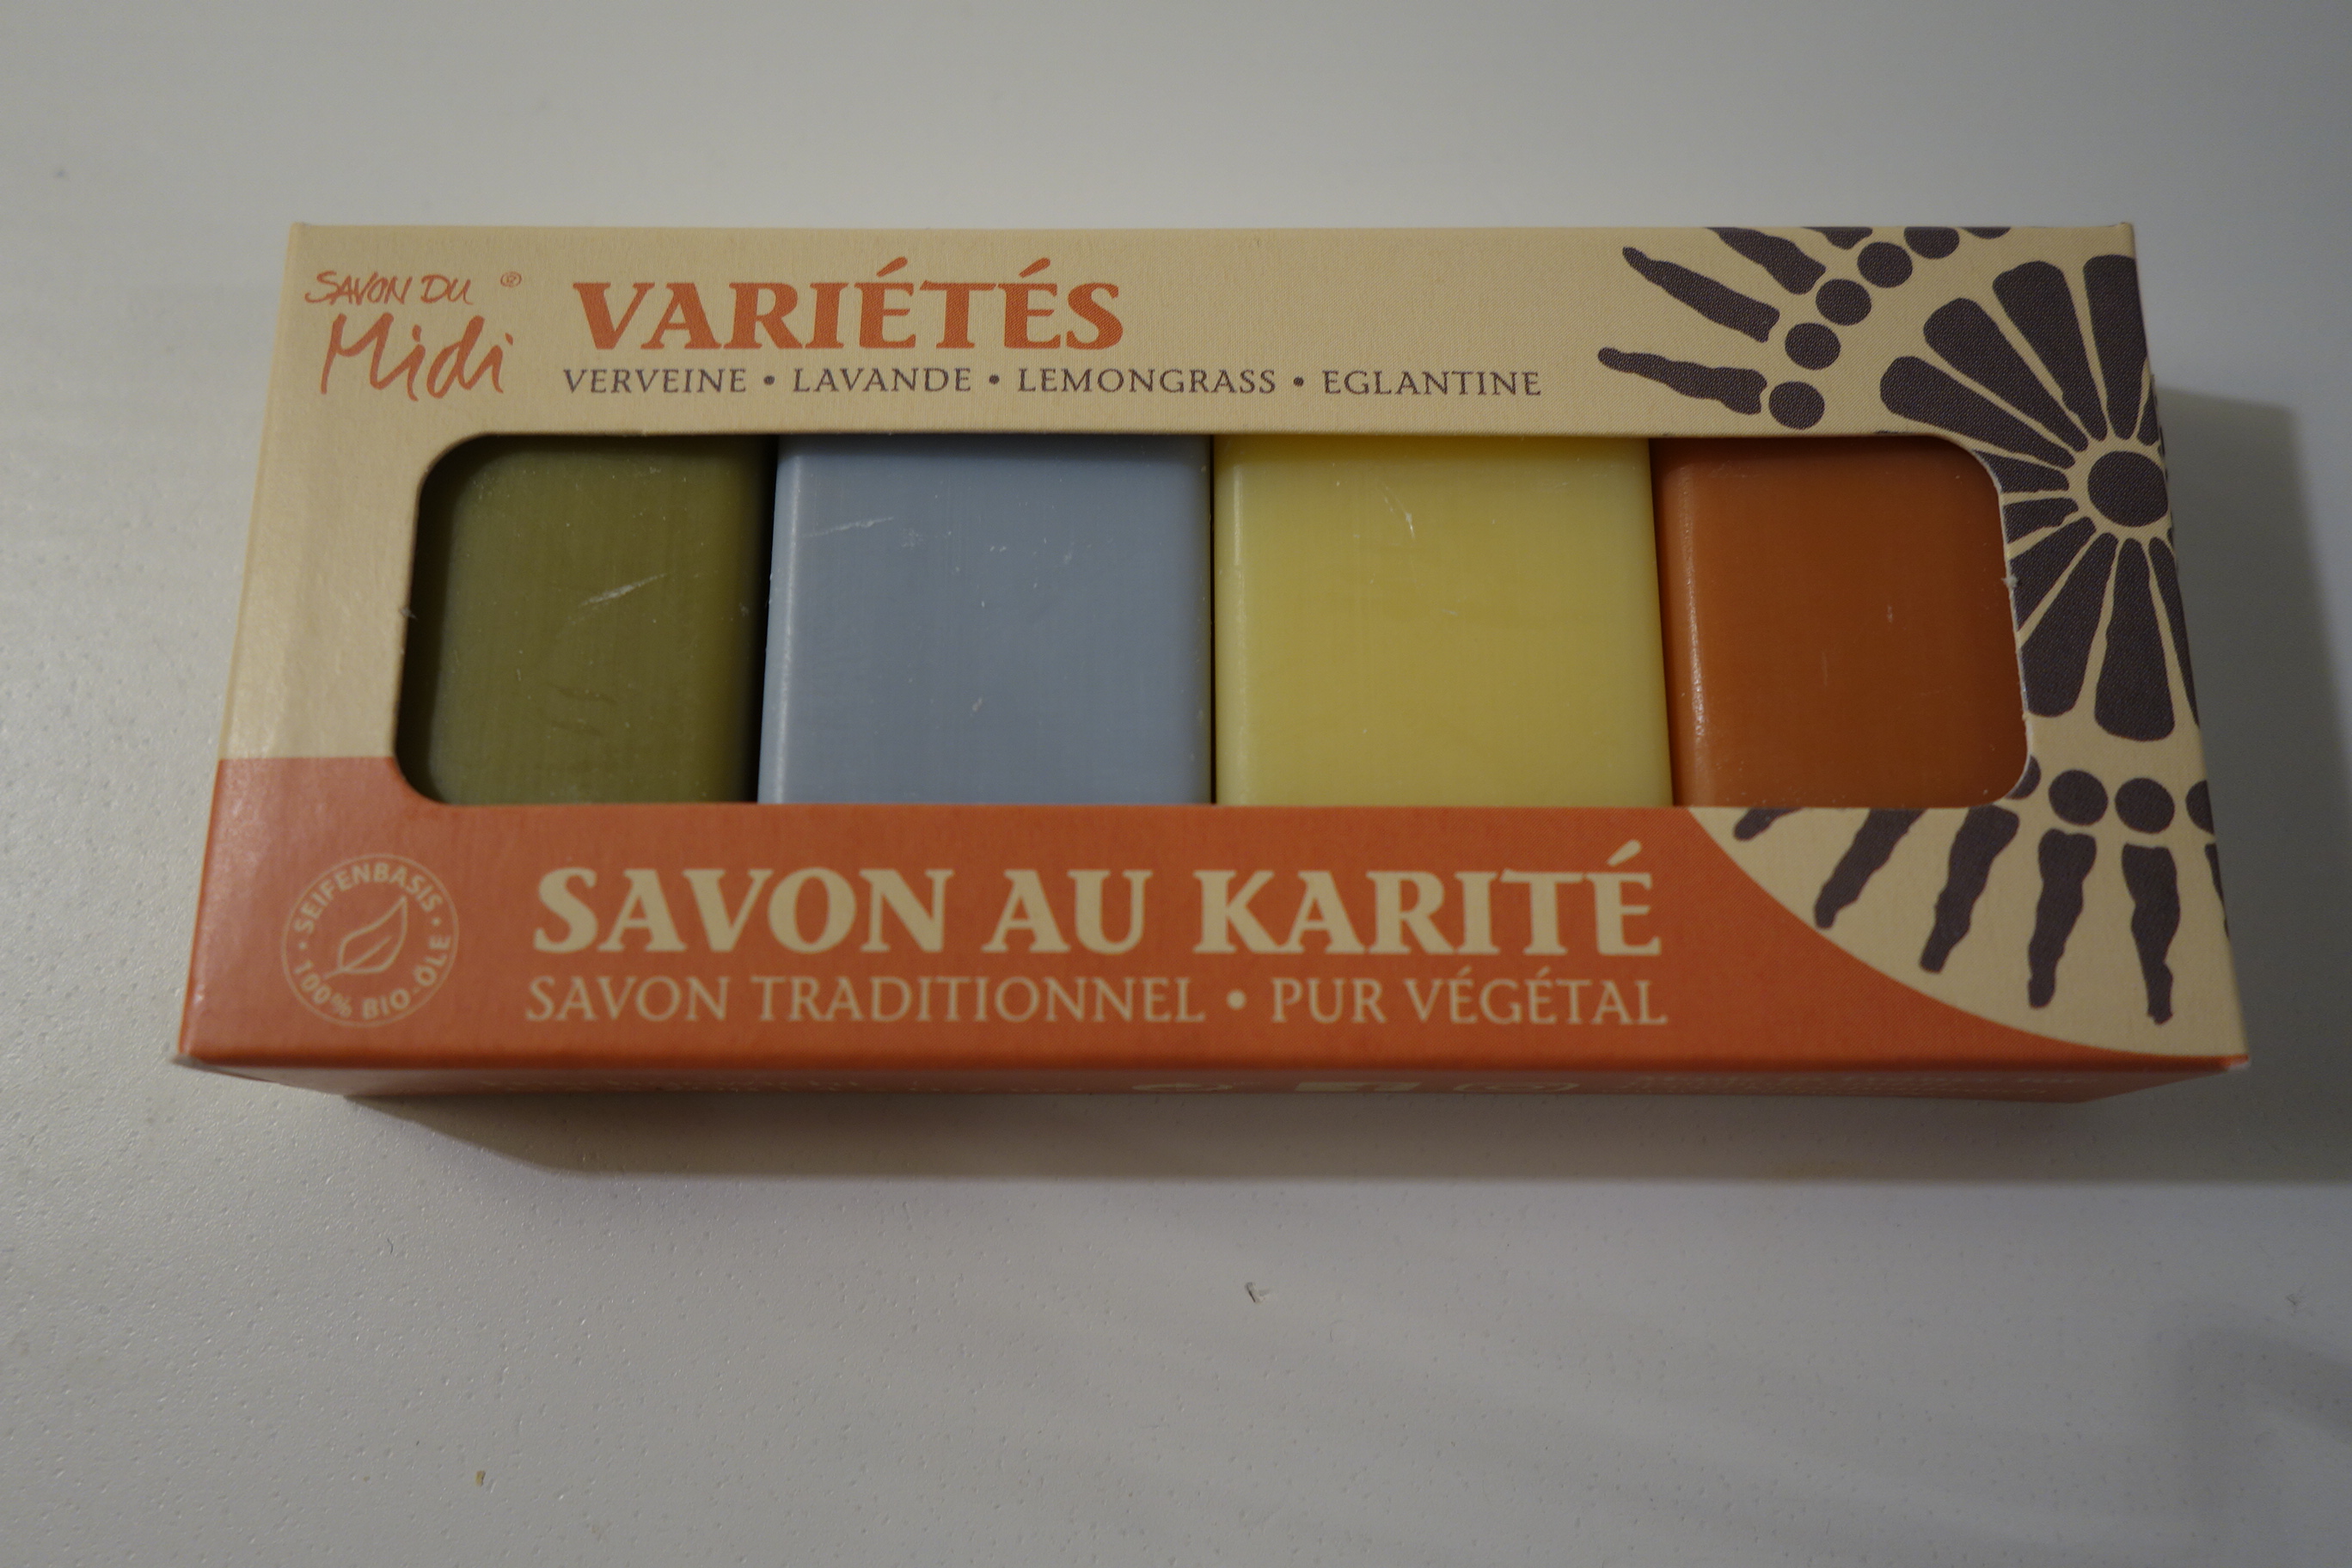 SAVON DU ®
Midi
VARIÉTÉS
VERVEINE • LAVANDE • LEMONGRASS • EGLANTINE
• SEIFENBASIS •
100% BIO-ÖLE
SAVON AU KARITÉ
SAVON TRADITIONNEL • PUR VÉGÉTAL